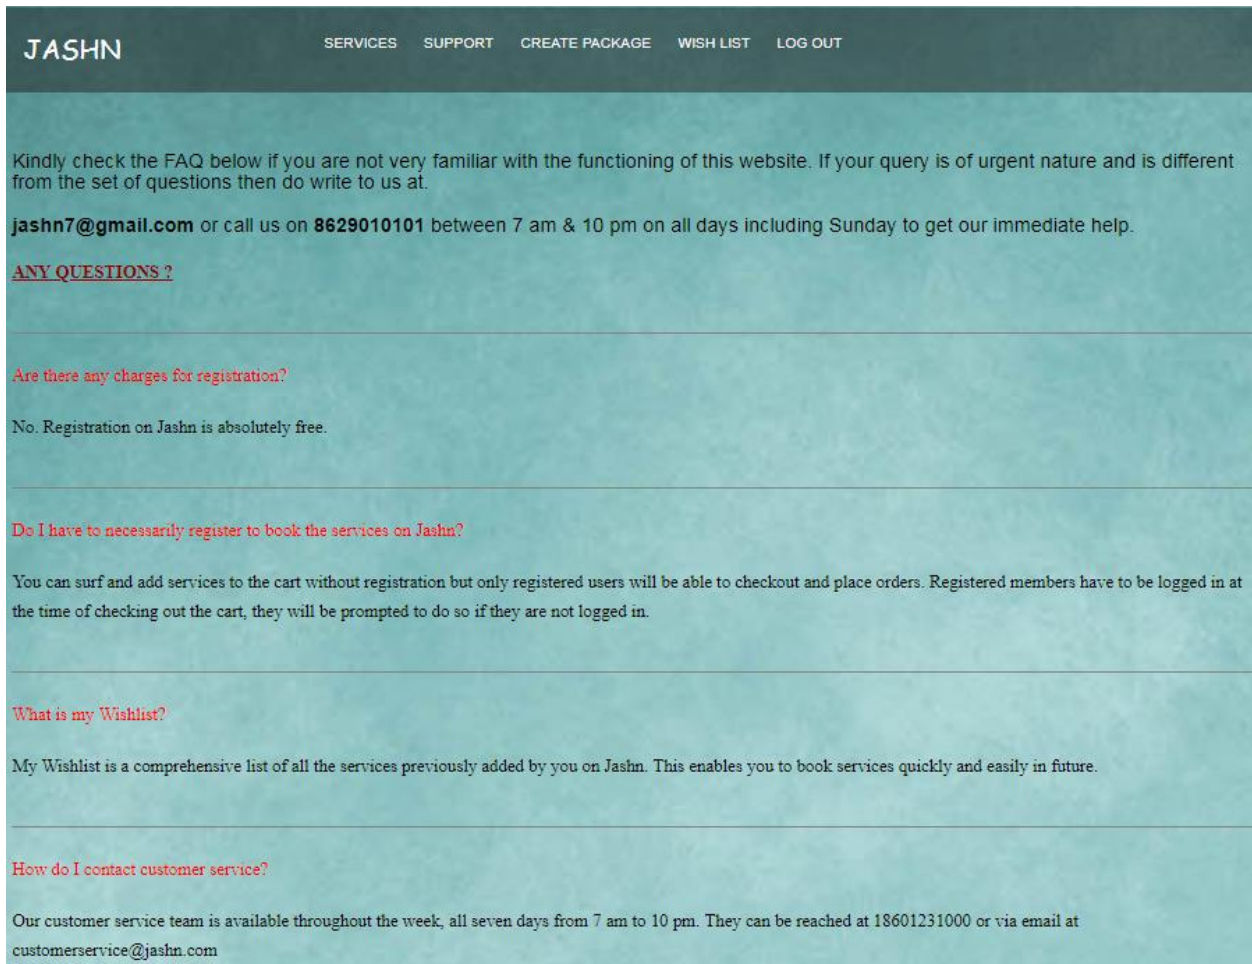 JASHN
SERVICES SUPPORT CREATE PACKAGE WISH LIST LOG OUT
Kindly check the FAQ below if you are not very familiar with the functioning of this website. If your query is of urgent nature and is different
from the set of questions then do write to us at.
jashn7@gmail.com or call us on 8629010101 between 7 am & 10 pm on all days including Sunday to get our immediate help.
ANY QUESTIONS ?
Are there any charges for registration?
No. Registration on Jashn is absolutely free.
Do I have to necessarily register to book the services on Jashn?
You can surf and add services to the cart without registration but only registered users will be able to checkout and place orders. Registered members have to be logged in at
the time of checking out the cart, they will be prompted to do so if they are not logged in.
What is my Wishlist?
My Wishlist is a comprehensive list of all the services previously added by you on Jashn. This enables you to book services quickly and easily in future.
How do I contact customer service?
Our customer service team is available throughout the week, all seven days from 7 am to 10 pm. They can be reached at 18601231000 or via email at
customerservice@jashn.com